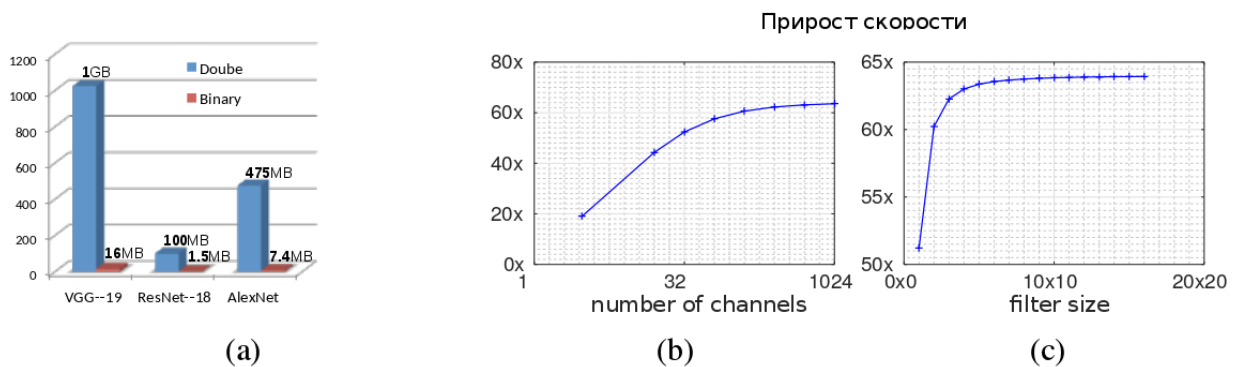 Прирост скорости
1200
1000
800
600
400
200
0
1GB
16MB
100MB
1.5MB
475MB
7.4MB
Doube
Binary
VGG--19 ResNet--18 AlexNet
(a)
80x
60x
40x
20x
0x
1 32 1024
number of channels
(b)
65x
60x
55x
50x
0x0 10x10 20x20
filter size
(c)